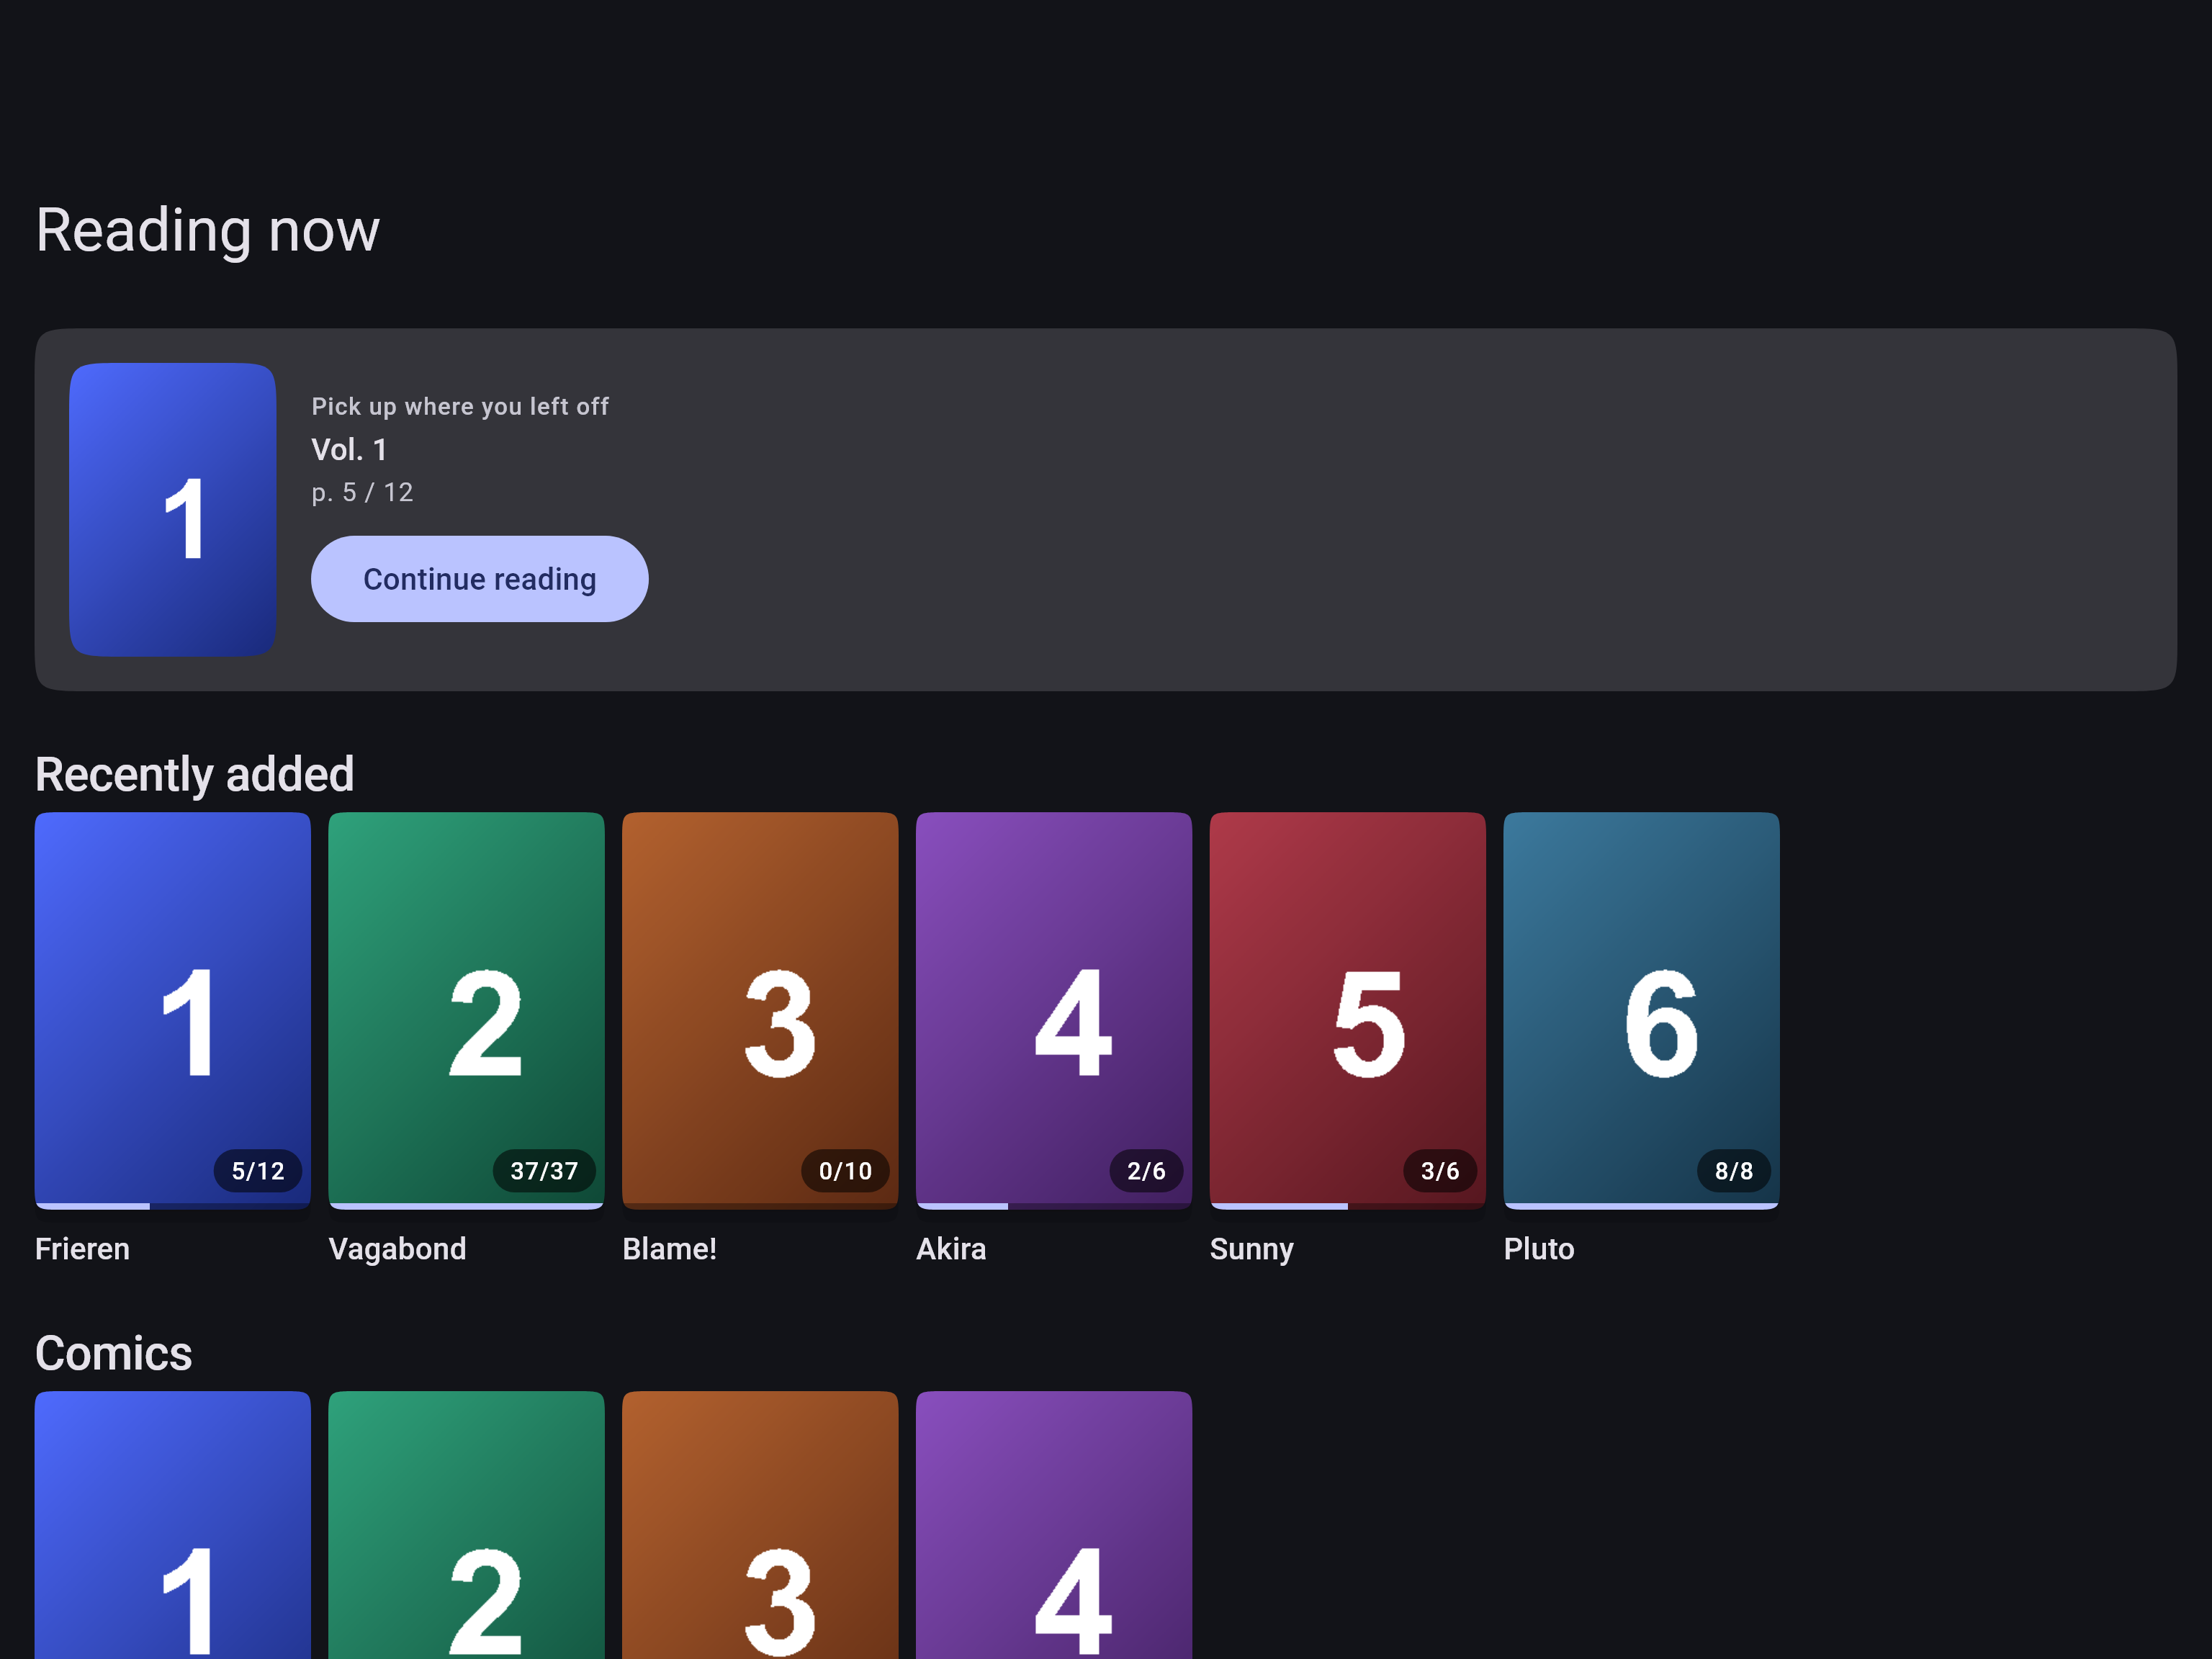 Reading now
1
Pick up where you left off
Vol. 1
p. 5 / 12
Continue reading
Recently added
1 2 3 4 5 6
5/12 37/37 0/10 2/6 3/6 8/8
Frieren Vagabond Blame! Akira Sunny Pluto
Comics
1 2 3 4